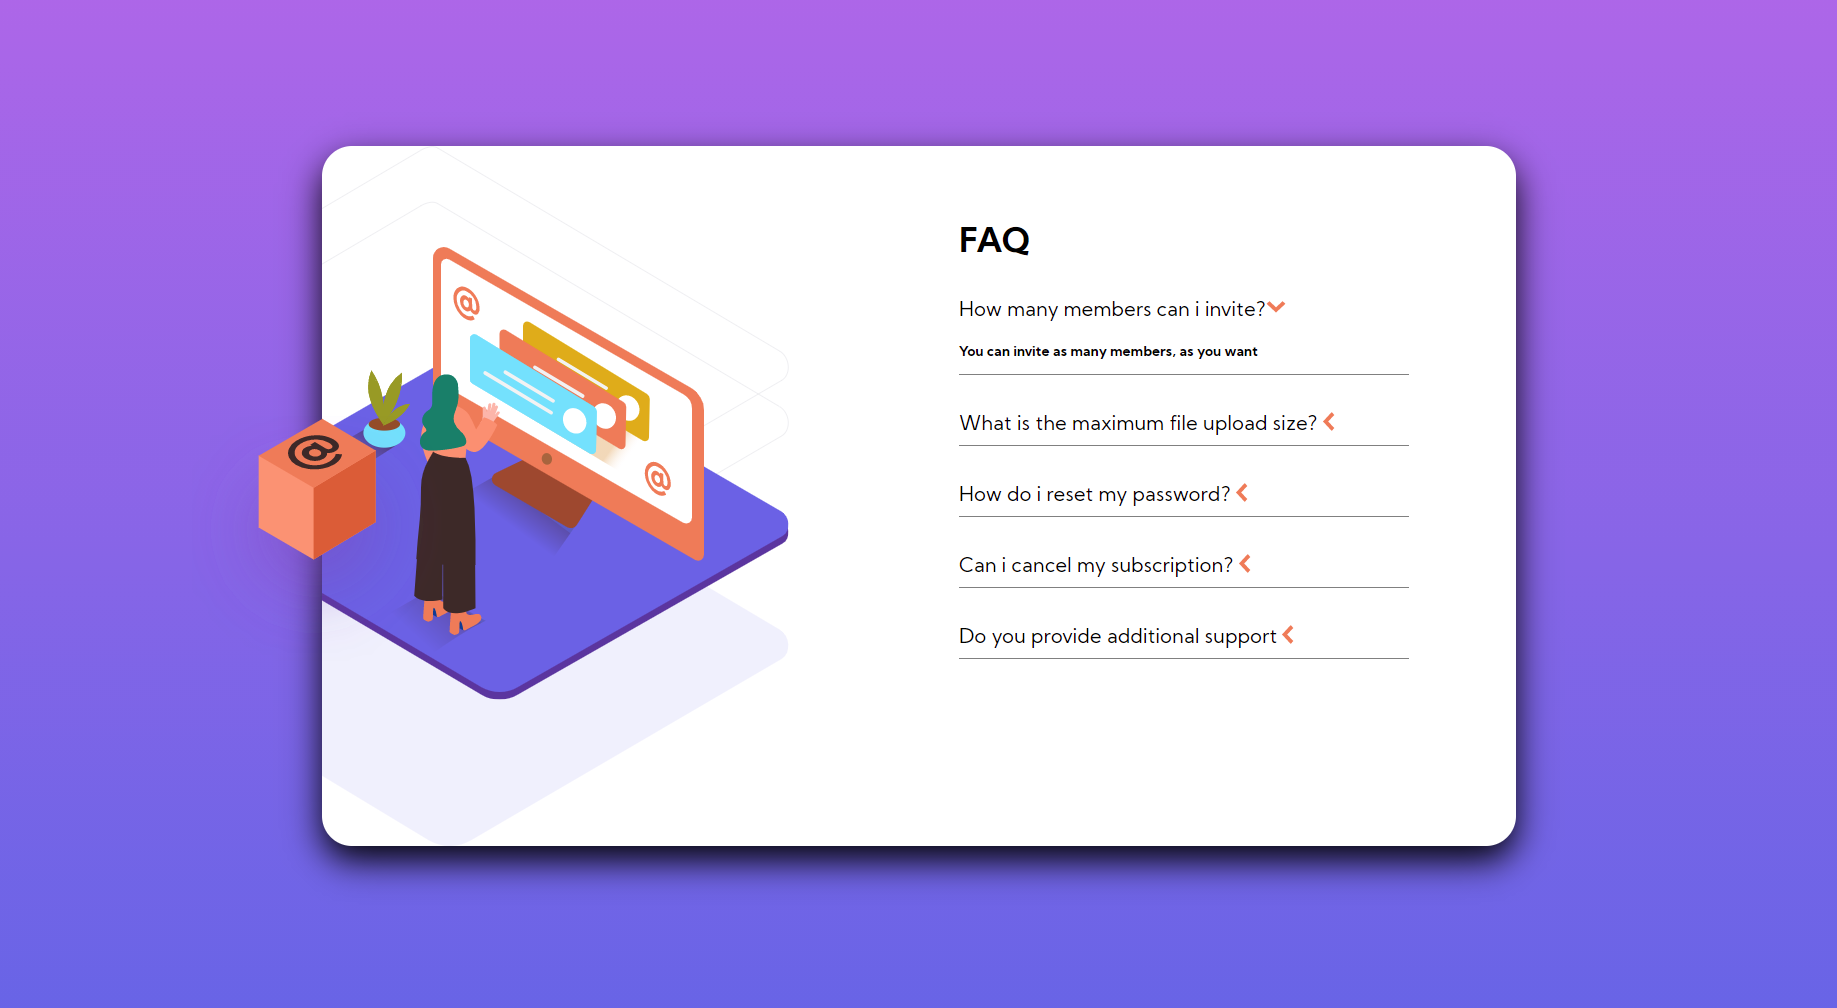 FAQ
How many members can i invite?
You can invite as many members, as you want
What is the maximum file upload size?
How do i reset my password?
Can i cancel my subscription?
Do you provide additional support
@
@
@